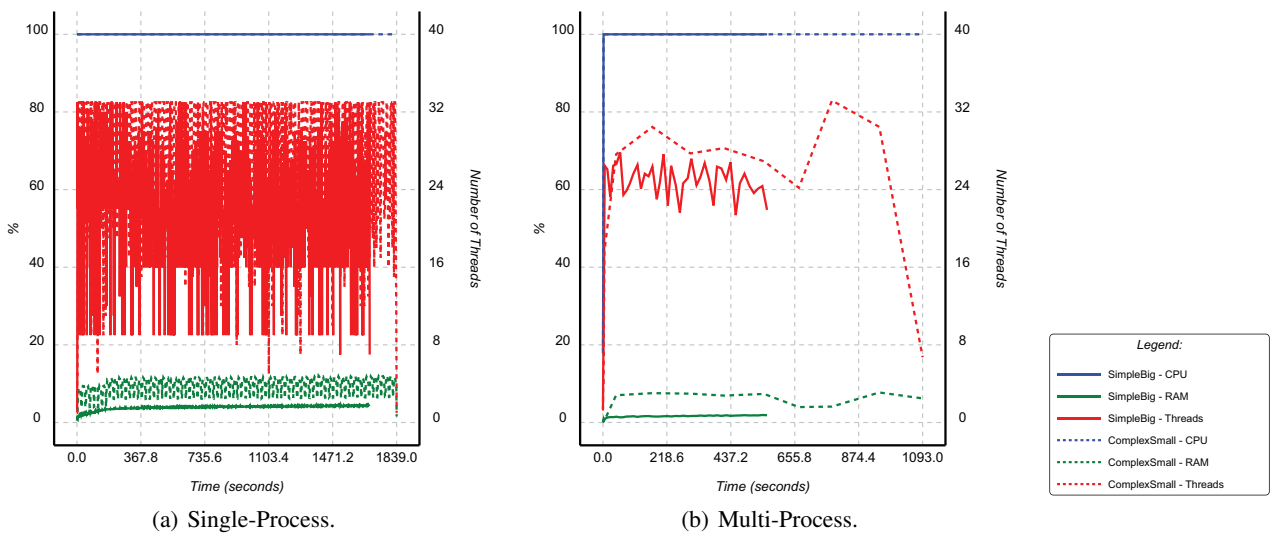 100
80
60
40
20
0
%
40
32
24
16
8
0
Number of Threads
0.0 367.8 735.6 1103.4 1471.2 1839.0
Time (seconds)
(a) Single-Process.
100
80
60
40
20
0
%
40
32
24
16
8
0
Number of Threads
0.0 218.6 437.2 655.8 874.4 1093.0
Time (seconds)
(b) Multi-Process.
Legend:
SimpleBig - CPU
SimpleBig - RAM
SimpleBig - Threads
ComplexSmall - CPU
ComplexSmall - RAM
ComplexSmall - Threads